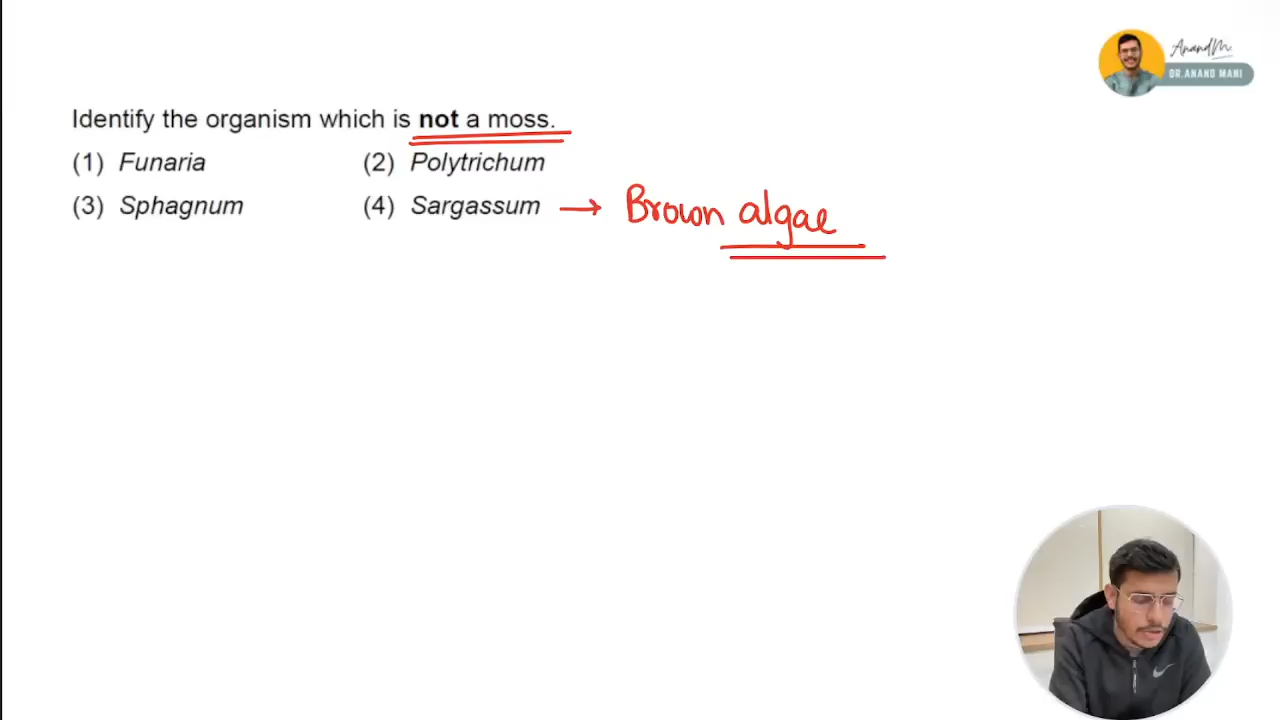 AnandM.
DR.ANAND MANI
Identify the organism which is not a moss.
(1) Funaria (2) Polytrichum
(3) Sphagnum (4) Sargassum → Brown algae